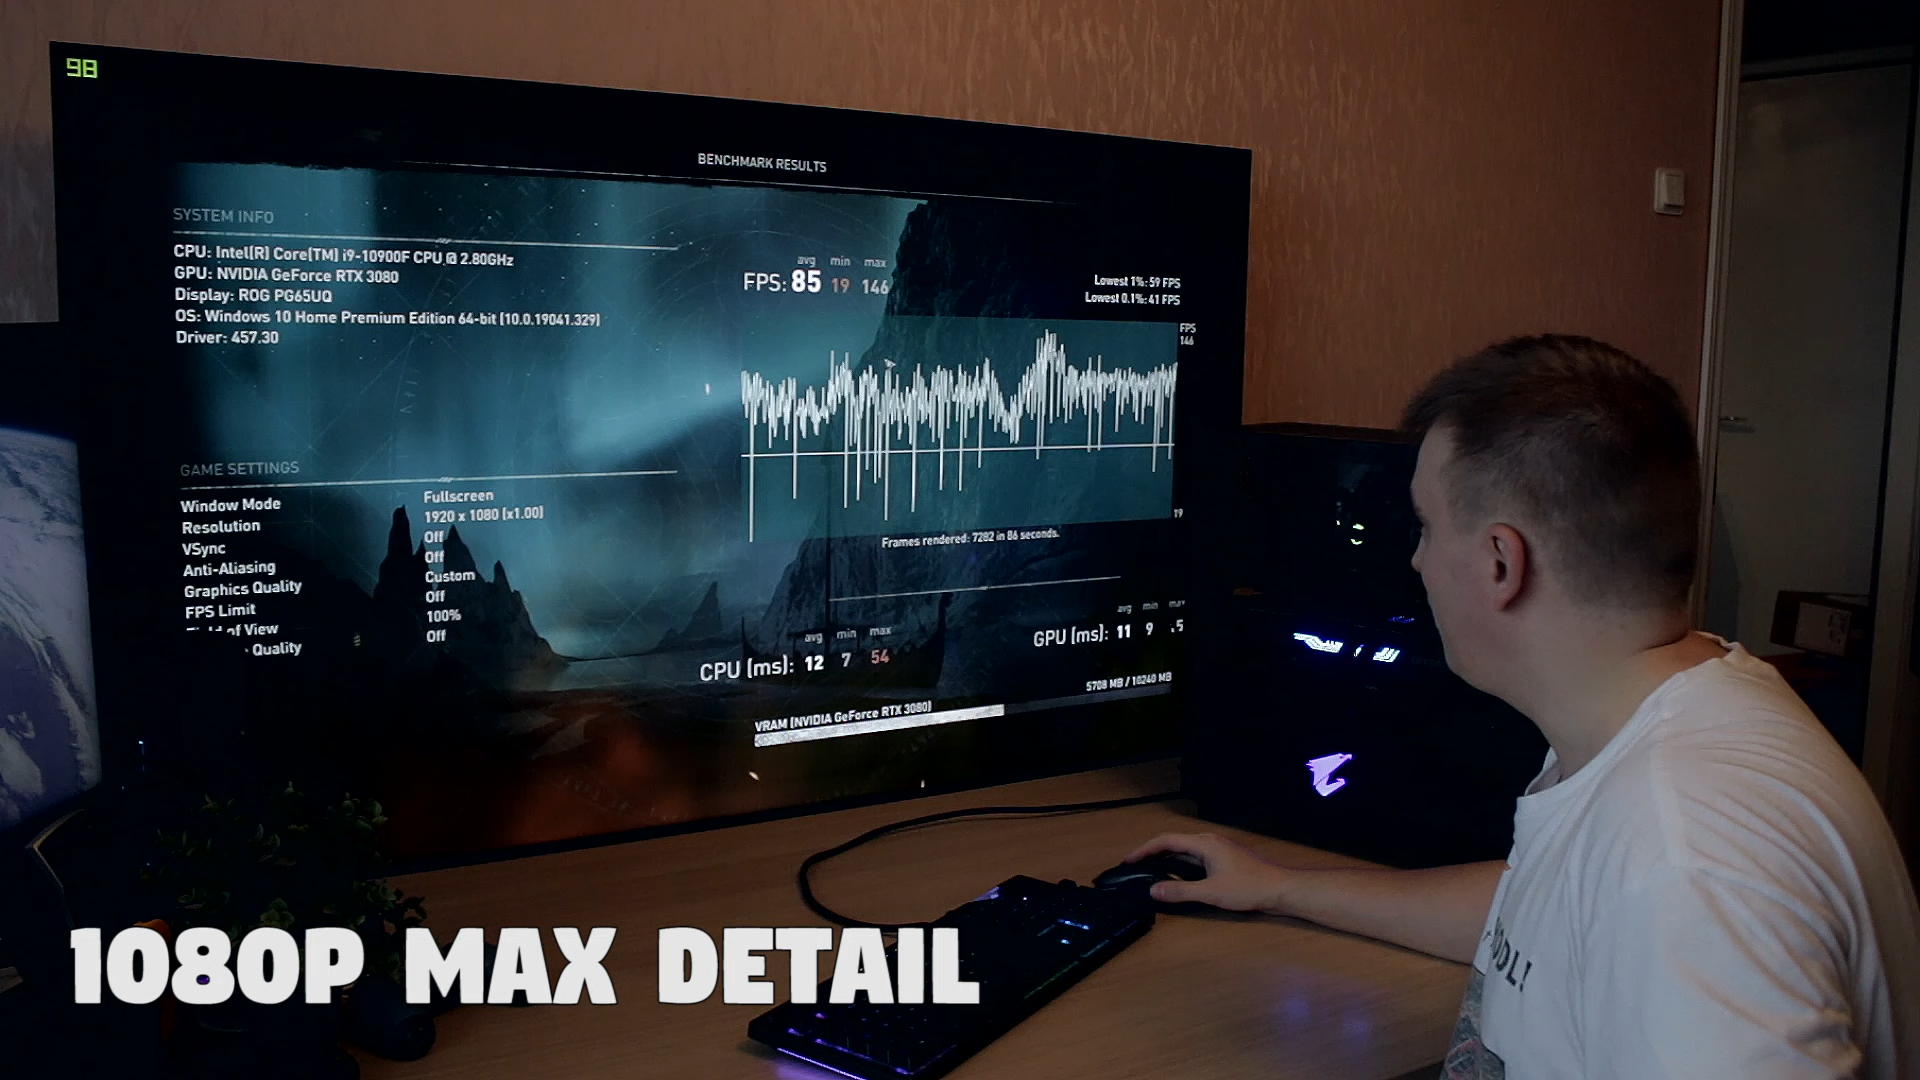 98
BENCHMARK RESULTS
SYSTEM INFO
CPU: Intel(R) Core(TM) i9-10900F CPU @ 2.80GHz
GPU: NVIDIA GeForce RTX 3080
Display: ROG PG65UQ
OS: Windows 10 Home Premium Edition 64-bit (10.0.19041.329)
Driver: 457.30
avg min max
FPS: 85 19 146
Lowest 1%: 59 FPS
Lowest 0.1%: 41 FPS
FPS
146
19
Frames rendered: 7282 in 86 seconds.
GAME SETTINGS
Window Mode Fullscreen
Resolution 1920 x 1080 (x1.00)
VSync Off
Anti-Aliasing Off
Graphics Quality Custom
FPS Limit Off
of View 100%
Quality Off
avg min max
CPU (ms): 12 7 54
avg min
GPU (ms): 11 9
5708 MB / 10240 MB
VRAM (NVIDIA GeForce RTX 3080)
1080P MAX DETAIL